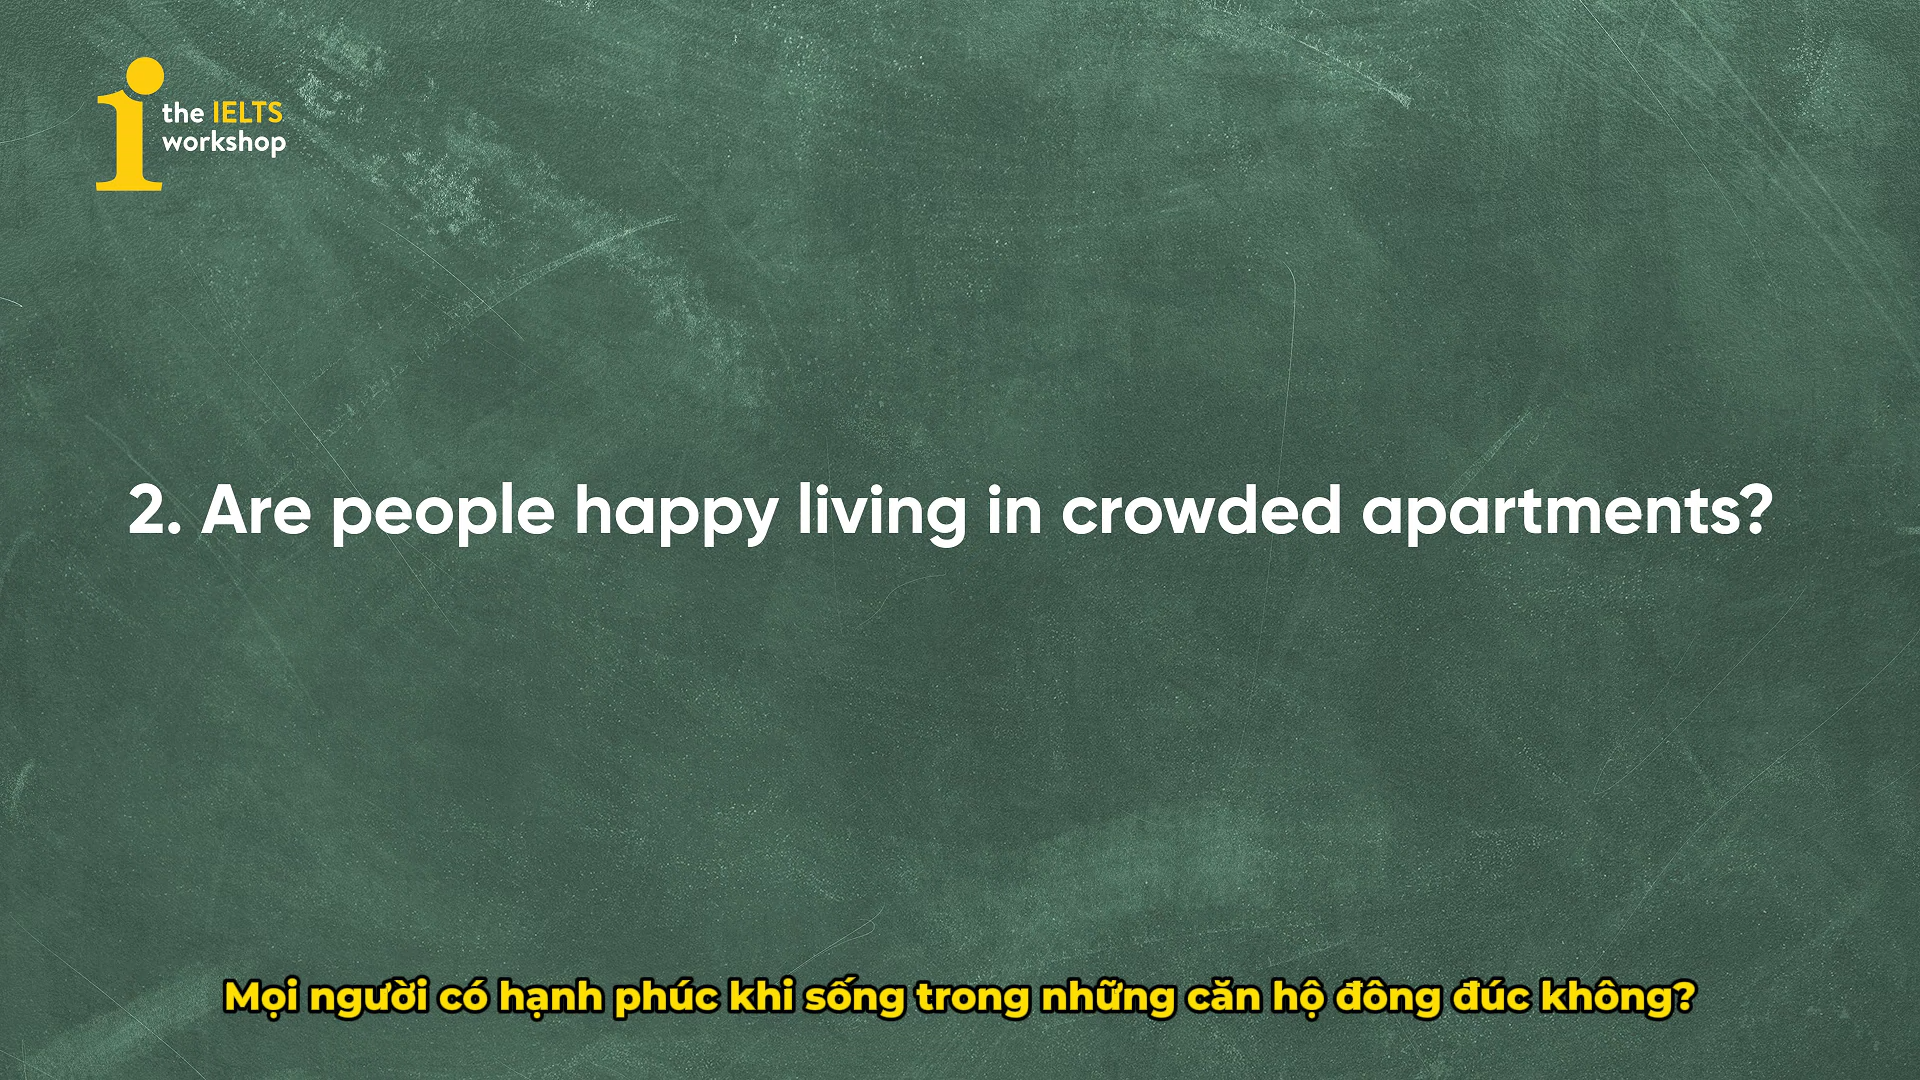 the IELTS
workshop
2. Are people happy living in crowded apartments?
Mọi người có hạnh phúc khi sống trong những căn hộ đông đúc không?